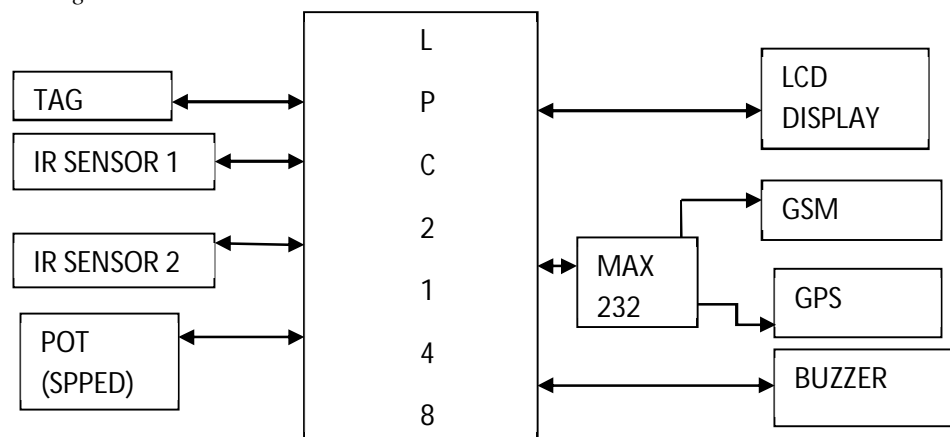 TAG
IR SENSOR 1
IR SENSOR 2
POT
(SPPED)
L
P
C
2
1
4
8
MAX
232
LCD
DISPLAY
GSM
GPS
BUZZER